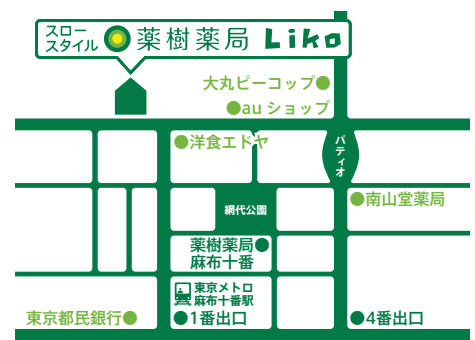 スロー
スタイル
薬樹薬局 Liko
大丸ピーコップ●
●au ショップ
●洋食エドヤ
パティオ
●南山堂薬局
網代公園
薬樹薬局●
麻布十番
東京メトロ
麻布十番駅
●1番出口
東京都民銀行●
●4番出口